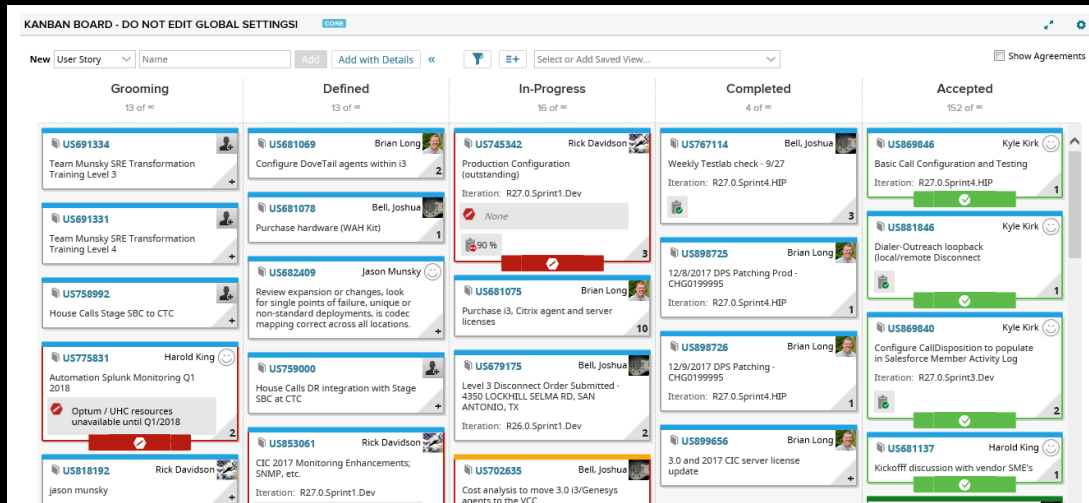 KANBAN BOARD - DO NOT EDIT GLOBAL SETTINGS! CORE
New User Story Name Add Add with Details « Select or Add Saved View... Show Agreements
Grooming
13 of ∞
US691334
Team Munsky SRE Transformation
Training Level 3
+
US691331
Team Munsky SRE Transformation
Training Level 4
+
US758992
House Calls Stage SBC to CTC
+
US775831 Harold King
Automation Splunk Monitoring Q1
2018
Optum / UHC resources
unavailable until Q1/2018
2
US818192 Rick Davidson
jason munsky
+
Defined
13 of ∞
US681069 Brian Long
Configure DoveTail agents within i3
2
US681078 Bell, Joshua
Purchase hardware (WAH Kit)
1
US682409 Jason Munsky
Review expansion or changes, look
for single points of failure, unique or
non-standard deployments, is codec
mapping correct across all locations.
+
US759000
House Calls DR integration with Stage
SBC at CTC
+
US853061 Rick Davidson
CIC 2017 Monitoring Enhancements;
SNMP, etc.
Iteration: R27.0.Sprint1.Dev
In-Progress
16 of ∞
US745342 Rick Davidson
Production Configuration
(outstanding)
Iteration: R27.0.Sprint1.Dev
None
90 %
3
US681075 Brian Long
Purchase i3, Citrix agent and server
licenses
10
US679175 Bell, Joshua
Level 3 Disconnect Order Submitted -
4350 LOCKHILL SELMA RD, SAN
ANTONIO, TX
Iteration: R26.0.Sprint1.Dev
2
US702635 Bell, Joshua
Cost analysis to move 3.0 i3/Genesys
agents to the VCC
Completed
4 of ∞
US767114 Bell, Joshua
Weekly Testlab check - 9/27
Iteration: R27.0.Sprint4.HIP
3
US898725 Brian Long
12/8/2017 DPS Patching Prod -
CHG0199995
Iteration: R27.0.Sprint4.HIP
1
US898726 Brian Long
12/9/2017 DPS Patching -
CHG0199995
Iteration: R27.0.Sprint4.HIP
1
US899656 Brian Long
3.0 and 2017 CIC server license
update
+
Accepted
152 of ∞
US869846 Kyle Kirk
Basic Call Configuration and Testing
Iteration: R27.0.Sprint4.HIP
1
US881846 Kyle Kirk
Dialer-Outreach loopback
(local/remote Disconnect
1
US869840 Kyle Kirk
Configure CallDisposition to populate
in Salesforce Member Activity Log
Iteration: R27.0.Sprint3.Dev
2
US681137 Harold King
Kickofff discussion with vendor SME's
1